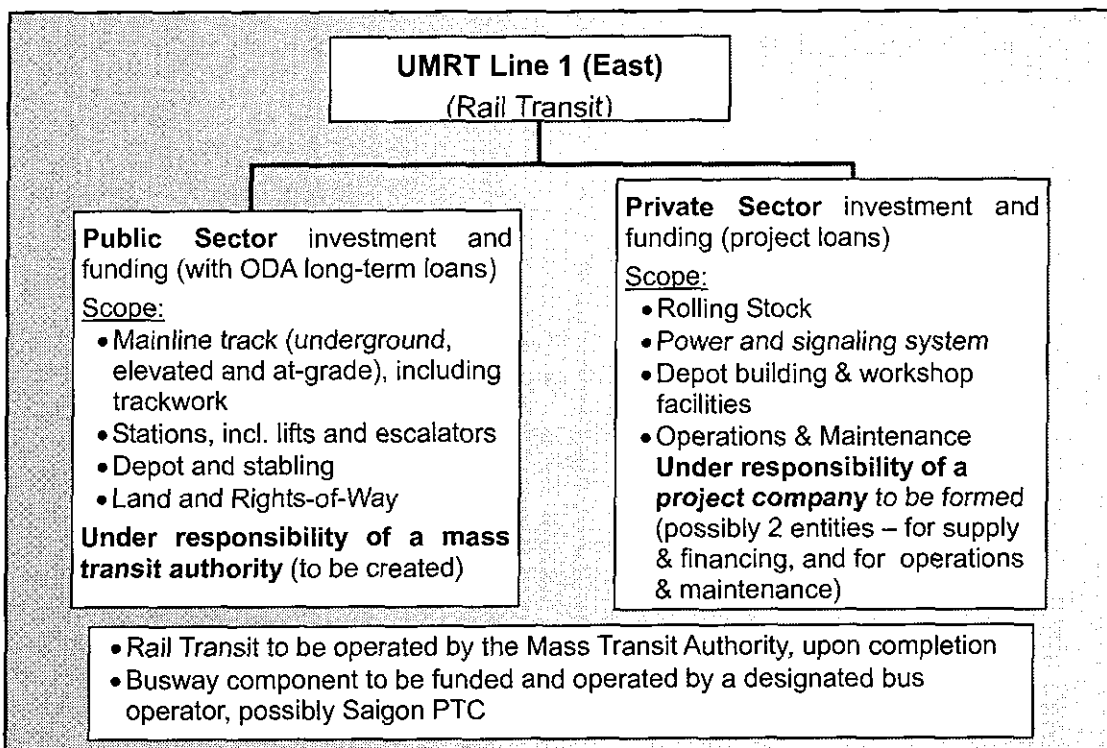 UMRT Line 1 (East)
(Rail Transit)
Public Sector investment and
funding (with ODA long-term loans)
Scope:
• Mainline track (underground,
elevated and at-grade), including
trackwork
• Stations, incl. lifts and escalators
• Depot and stabling
• Land and Rights-of-Way
Under responsibility of a mass
transit authority (to be created)
Private Sector investment and
funding (project loans)
Scope:
• Rolling Stock
• Power and signaling system
• Depot building & workshop
facilities
• Operations & Maintenance
Under responsibility of a
project company to be formed
(possibly 2 entities – for supply
& financing, and for operations
& maintenance)
• Rail Transit to be operated by the Mass Transit Authority, upon completion
• Busway component to be funded and operated by a designated bus
operator, possibly Saigon PTC